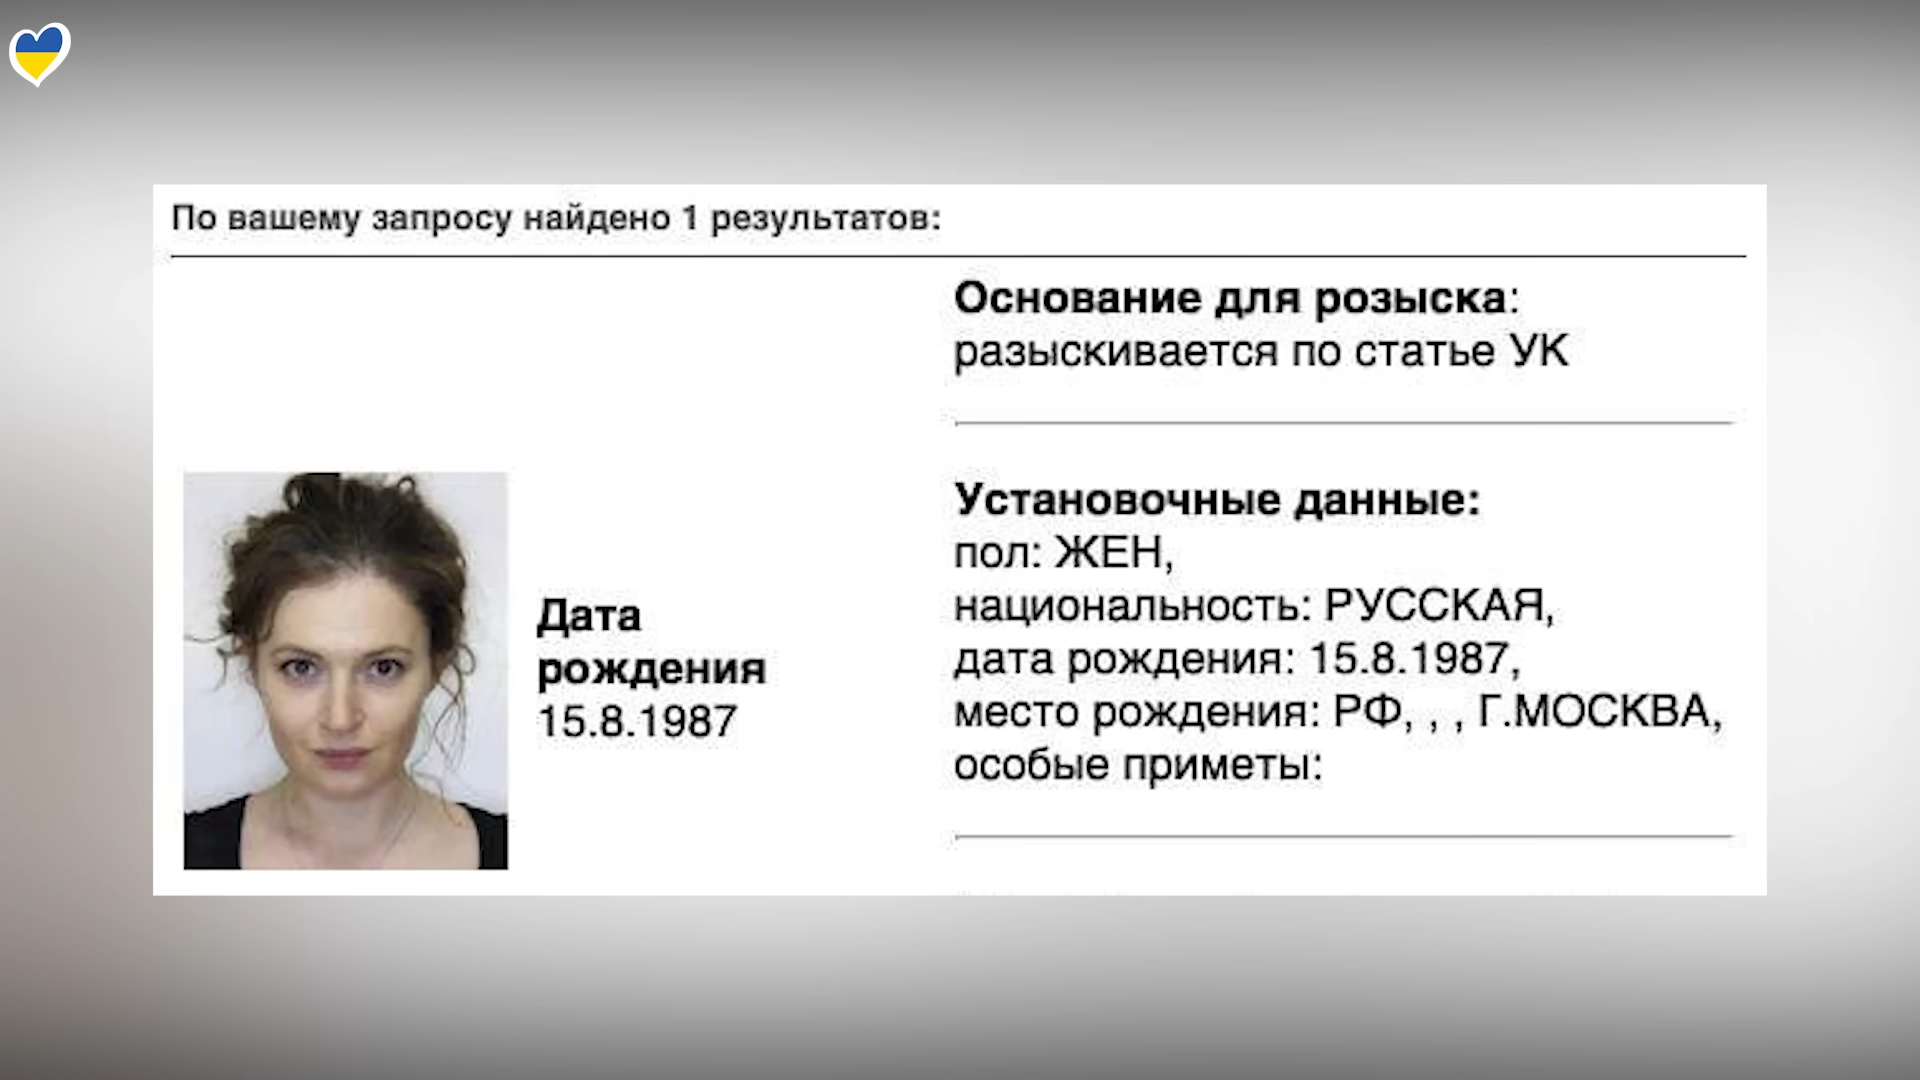 По вашему запросу найдено 1 результатов:
Основание для розыска:
разыскивается по статье УК
Дата
рождения
15.8.1987
Установочные данные:
пол: ЖЕН,
национальность: РУССКАЯ,
дата рождения: 15.8.1987,
место рождения: РФ, , , Г.МОСКВА,
особые приметы: